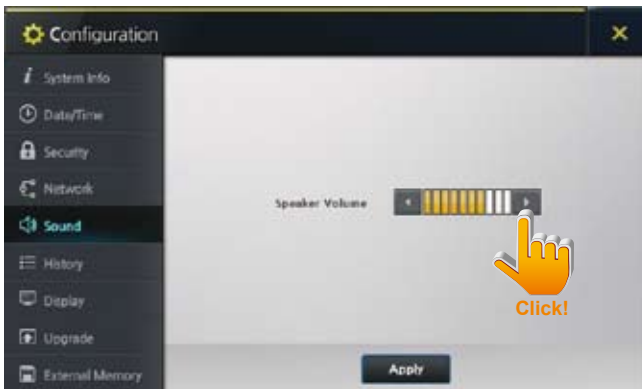 Configuration
i System Info
Date/Time
Security
Network
Sound
History
Display
Upgrade
External Memory
Speaker Volume
Click!
Apply